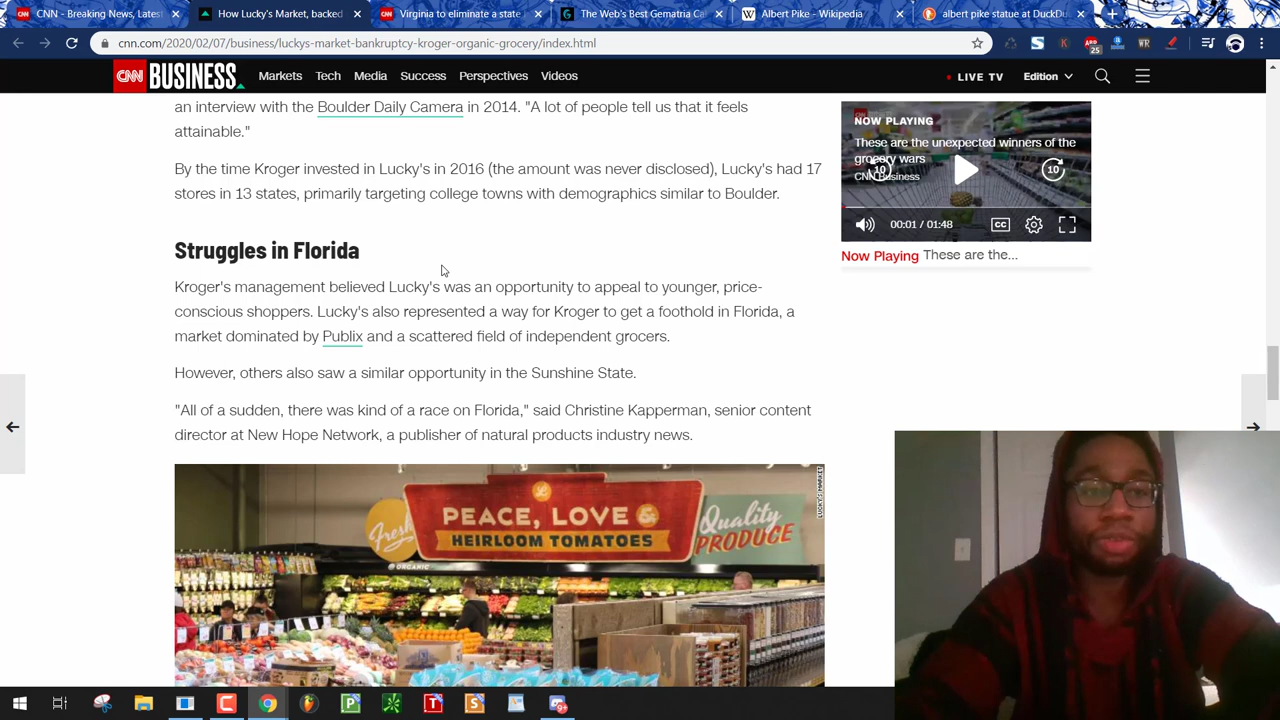 CNN - Breaking News, Latest
How Lucky's Market, backed
Virginia to eliminate a state
The Web's Best Gematria Ca
Albert Pike - Wikipedia
albert pike statue at DuckDu
cnn.com/2020/02/07/business/luckys-market-bankruptcy-kroger-organic-grocery/index.html
25
WR
CNN BUSINESS
Markets Tech Media Success Perspectives Videos
LIVE TV
Edition
an interview with the Boulder Daily Camera in 2014. "A lot of people tell us that it feels
attainable."
By the time Kroger invested in Lucky's in 2016 (the amount was never disclosed), Lucky's had 17
stores in 13 states, primarily targeting college towns with demographics similar to Boulder.
Struggles in Florida
Kroger's management believed Lucky's was an opportunity to appeal to younger, price-
conscious shoppers. Lucky's also represented a way for Kroger to get a foothold in Florida, a
market dominated by Publix and a scattered field of independent grocers.
However, others also saw a similar opportunity in the Sunshine State.
"All of a sudden, there was kind of a race on Florida," said Christine Kapperman, senior content
director at New Hope Network, a publisher of natural products industry news.
NOW PLAYING
These are the unexpected winners of the
grocery wars
CNN Business
10
10
00:01 / 01:48
CC
Now Playing These are the...
LUCKY'S MARKET
Fresh
ORGANIC
PEACE, LOVE &
HEIRLOOM TOMATOES
Quality
PRODUCE